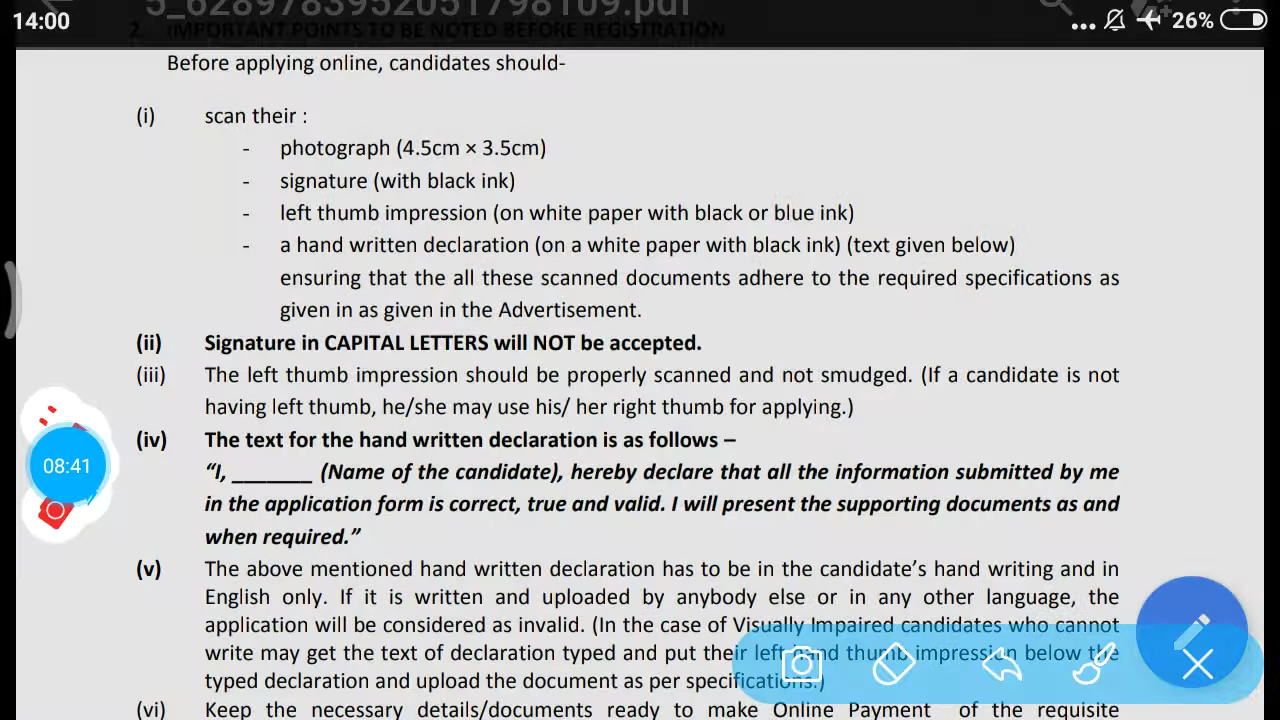 5_6289783952051798109.pdf
14:00
26%
2. IMPORTANT POINTS TO BE NOTED BEFORE REGISTRATION
Before applying online, candidates should-
(i) scan their :
- photograph (4.5cm × 3.5cm)
- signature (with black ink)
- left thumb impression (on white paper with black or blue ink)
- a hand written declaration (on a white paper with black ink) (text given below)
ensuring that the all these scanned documents adhere to the required specifications as
given in as given in the Advertisement.
(ii) Signature in CAPITAL LETTERS will NOT be accepted.
(iii) The left thumb impression should be properly scanned and not smudged. (If a candidate is not
having left thumb, he/she may use his/ her right thumb for applying.)
(iv) The text for the hand written declaration is as follows –
“I, _______ (Name of the candidate), hereby declare that all the information submitted by me
in the application form is correct, true and valid. I will present the supporting documents as and
when required.”
08:41
(v) The above mentioned hand written declaration has to be in the candidate’s hand writing and in
English only. If it is written and uploaded by anybody else or in any other language, the
application will be considered as invalid. (In the case of Visually Impaired candidates who cannot
write may get the text of declaration typed and put their left hand thumb impression below the
typed declaration and upload the document as per specifications.)
(vi) Keep the necessary details/documents ready to make Online Payment of the requisite